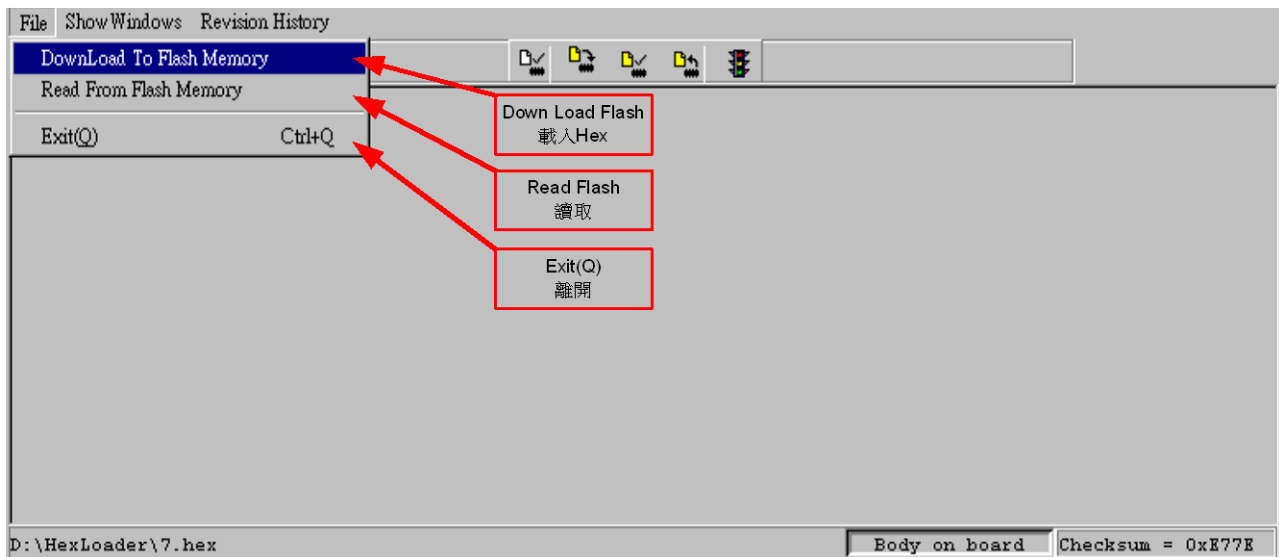 File Show Windows Revision History
DownLoad To Flash Memory
Read From Flash Memory
Exit(Q) Ctrl+Q
Down Load Flash
載入Hex
Read Flash
讀取
Exit(Q)
離開
D:\HexLoader\7.hex Body on board Checksum = 0xE77E